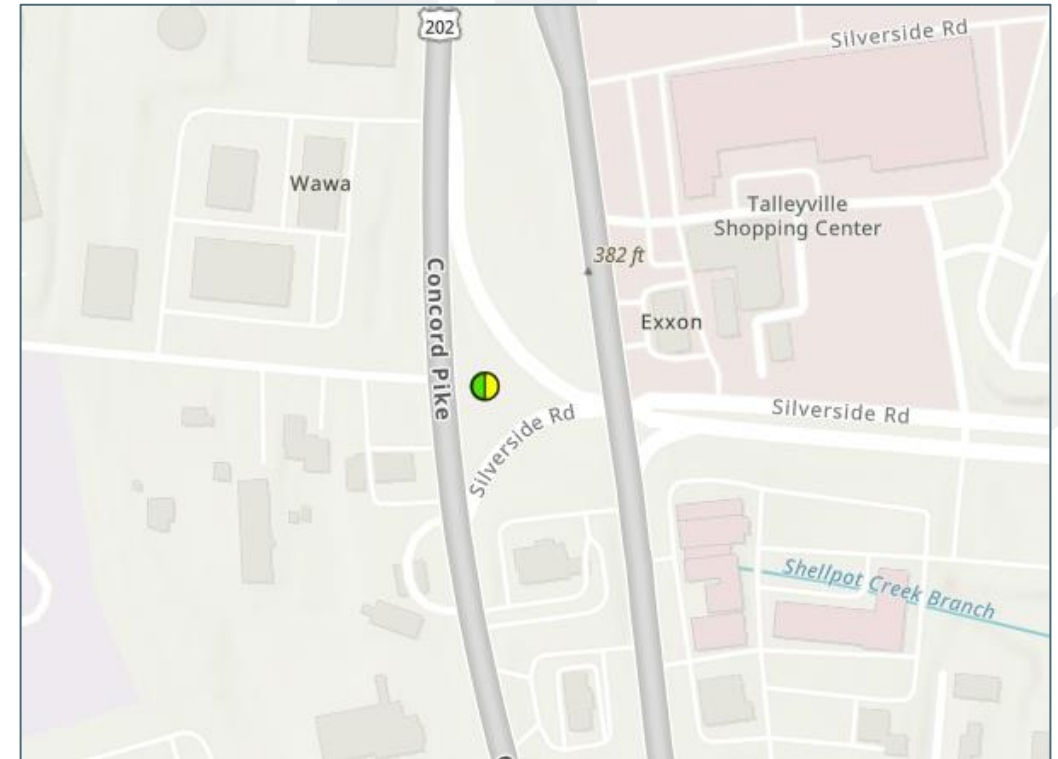 202
Silverside Rd
Wawa
Talleyville
Shopping Center
382 ft
Concord Pike
Exxon
Silverside Rd
Silverside Rd
Shellpot Creek Branch